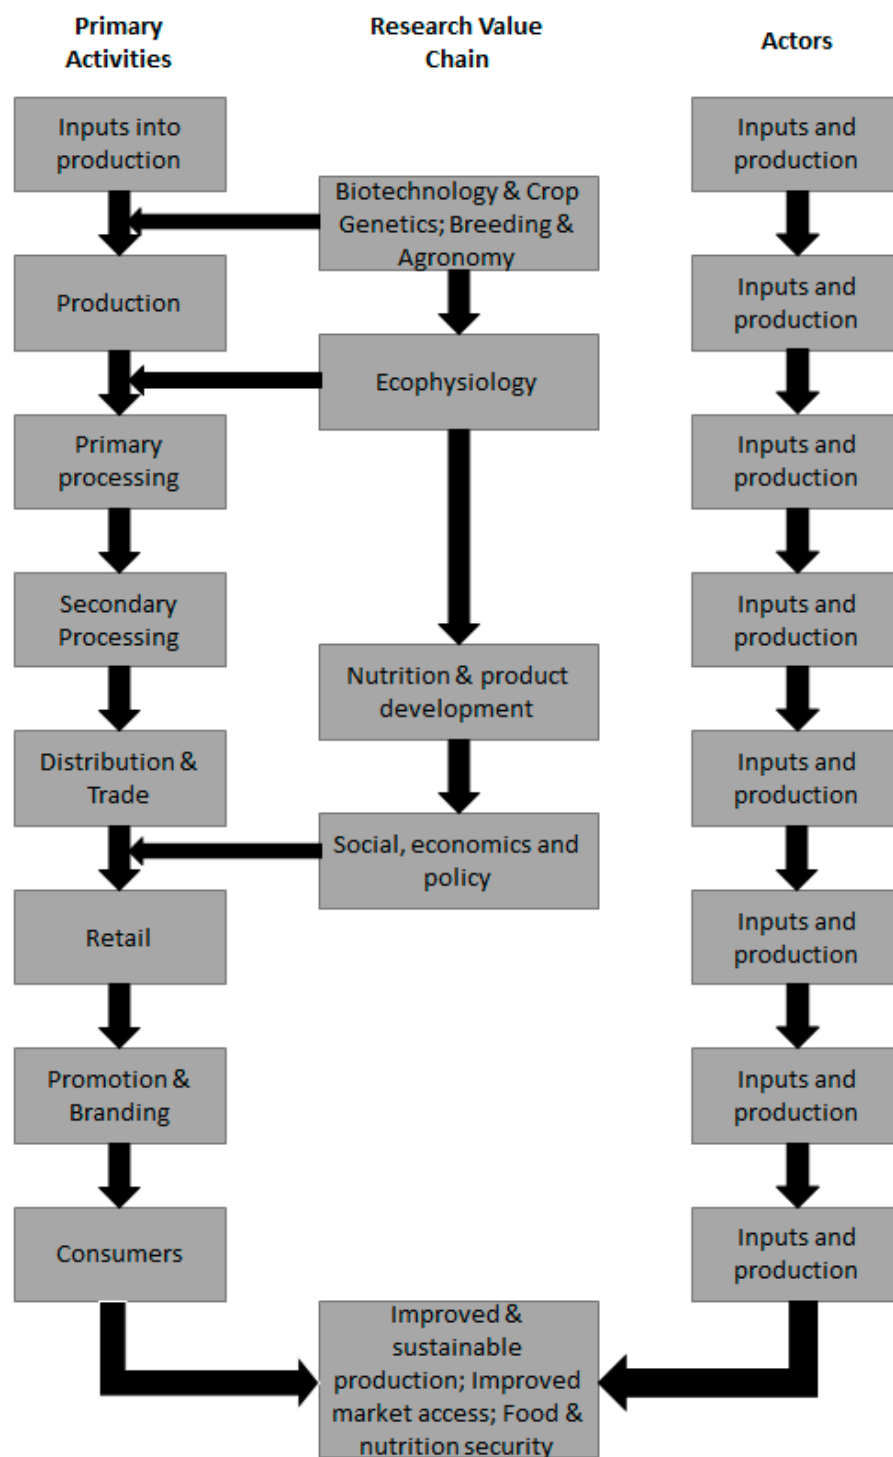 Primary
Activities
Research Value
Chain
Actors
Inputs into
production
Production
Primary
processing
Secondary
Processing
Distribution &
Trade
Retail
Promotion &
Branding
Consumers
Biotechnology & Crop
Genetics; Breeding &
Agronomy
Ecophysiology
Nutrition & product
development
Social, economics and
policy
Inputs and
production
Inputs and
production
Inputs and
production
Inputs and
production
Inputs and
production
Inputs and
production
Inputs and
production
Inputs and
production
Improved &
sustainable
production; Improved
market access; Food &
nutrition security